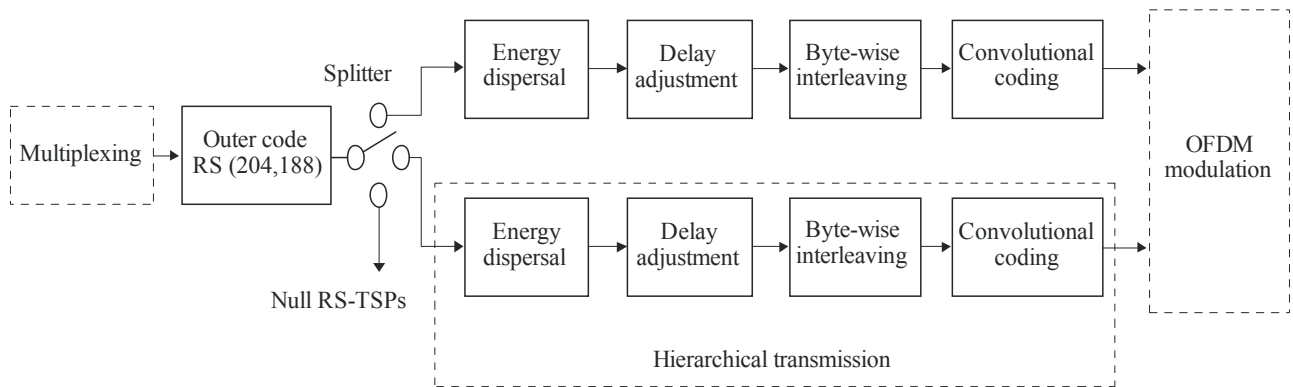 Energy
dispersal
Delay
adjustment
Byte-wise
interleaving
Convolutional
coding
Splitter
Multiplexing
Outer code
RS (204,188)
OFDM
modulation
Energy
dispersal
Delay
adjustment
Byte-wise
interleaving
Convolutional
coding
Null RS-TSPs
Hierarchical transmission